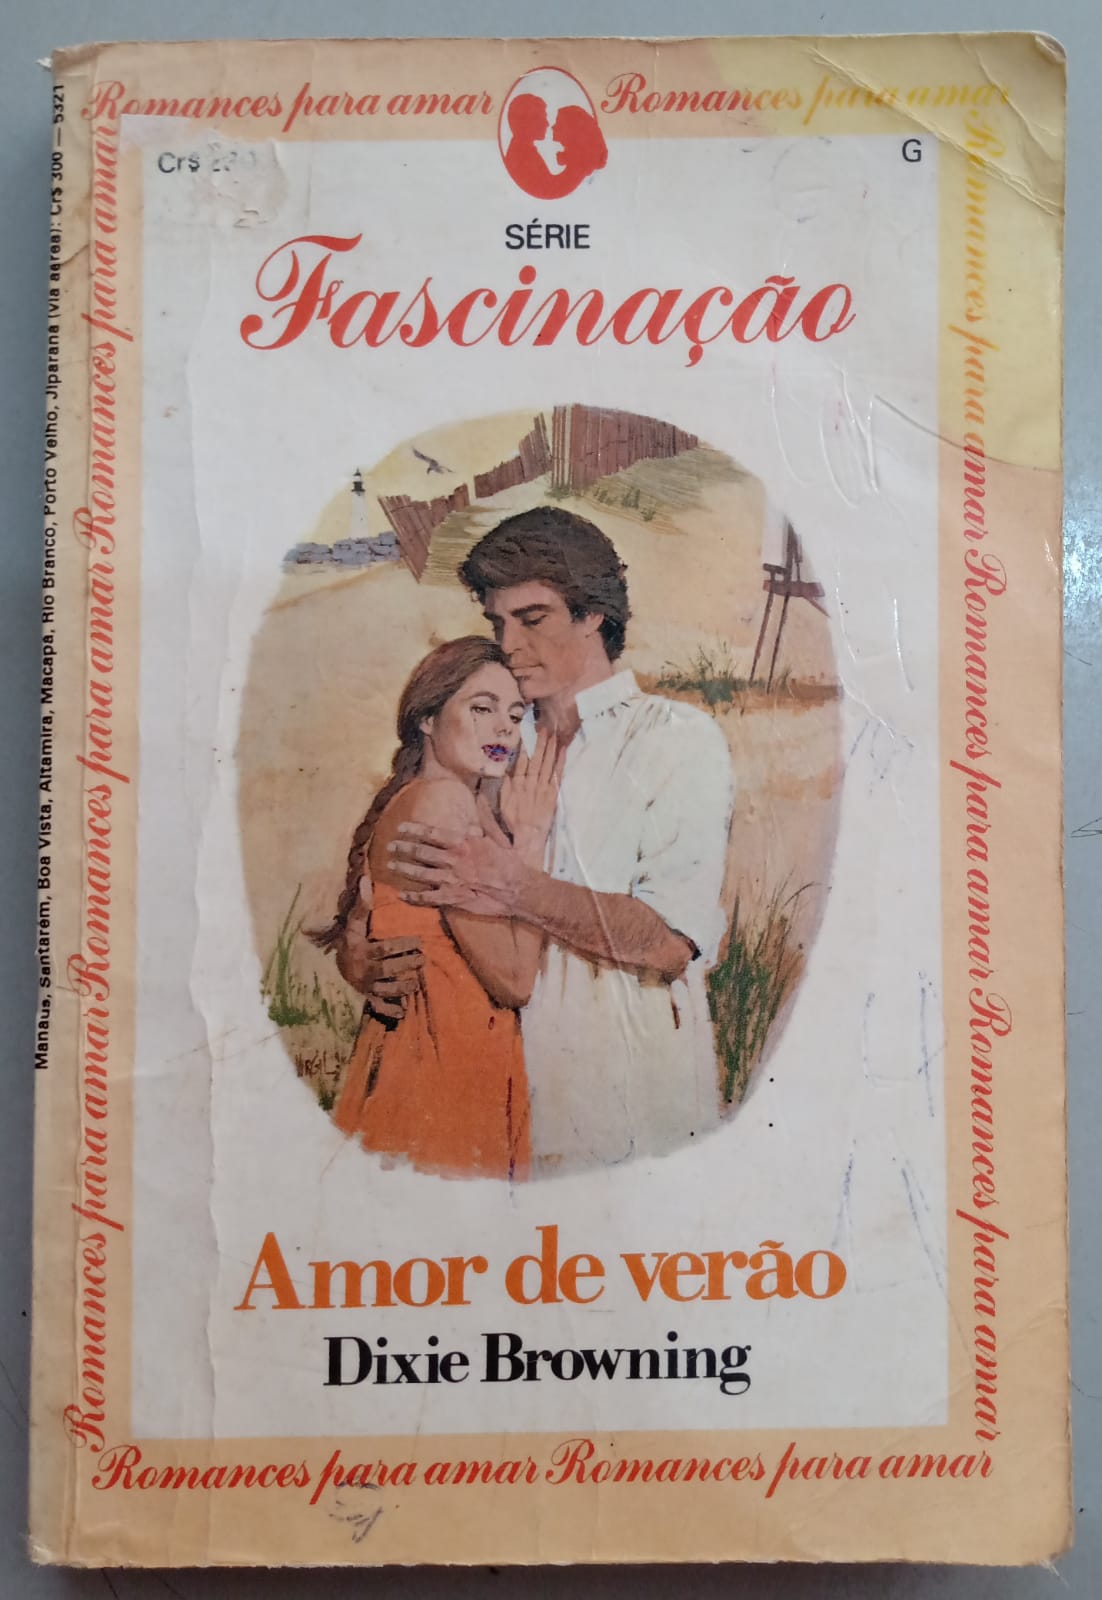 Romances para amar Romances para amar
Cr$
G
SÉRIE
Fascinação
Amor de verão
Dixie Browning
Romances para amar Romances para amar
Romances para amar Romances para amar Romances para amar
Romances para amar Romances para amar Romances para amar
Manaus, Santarém, Boa Vista, Altamira, Macapá, Rio Branco, Porto Velho, Jiparana (via aérea): Cr$ 300 — 5321
VIRGIL